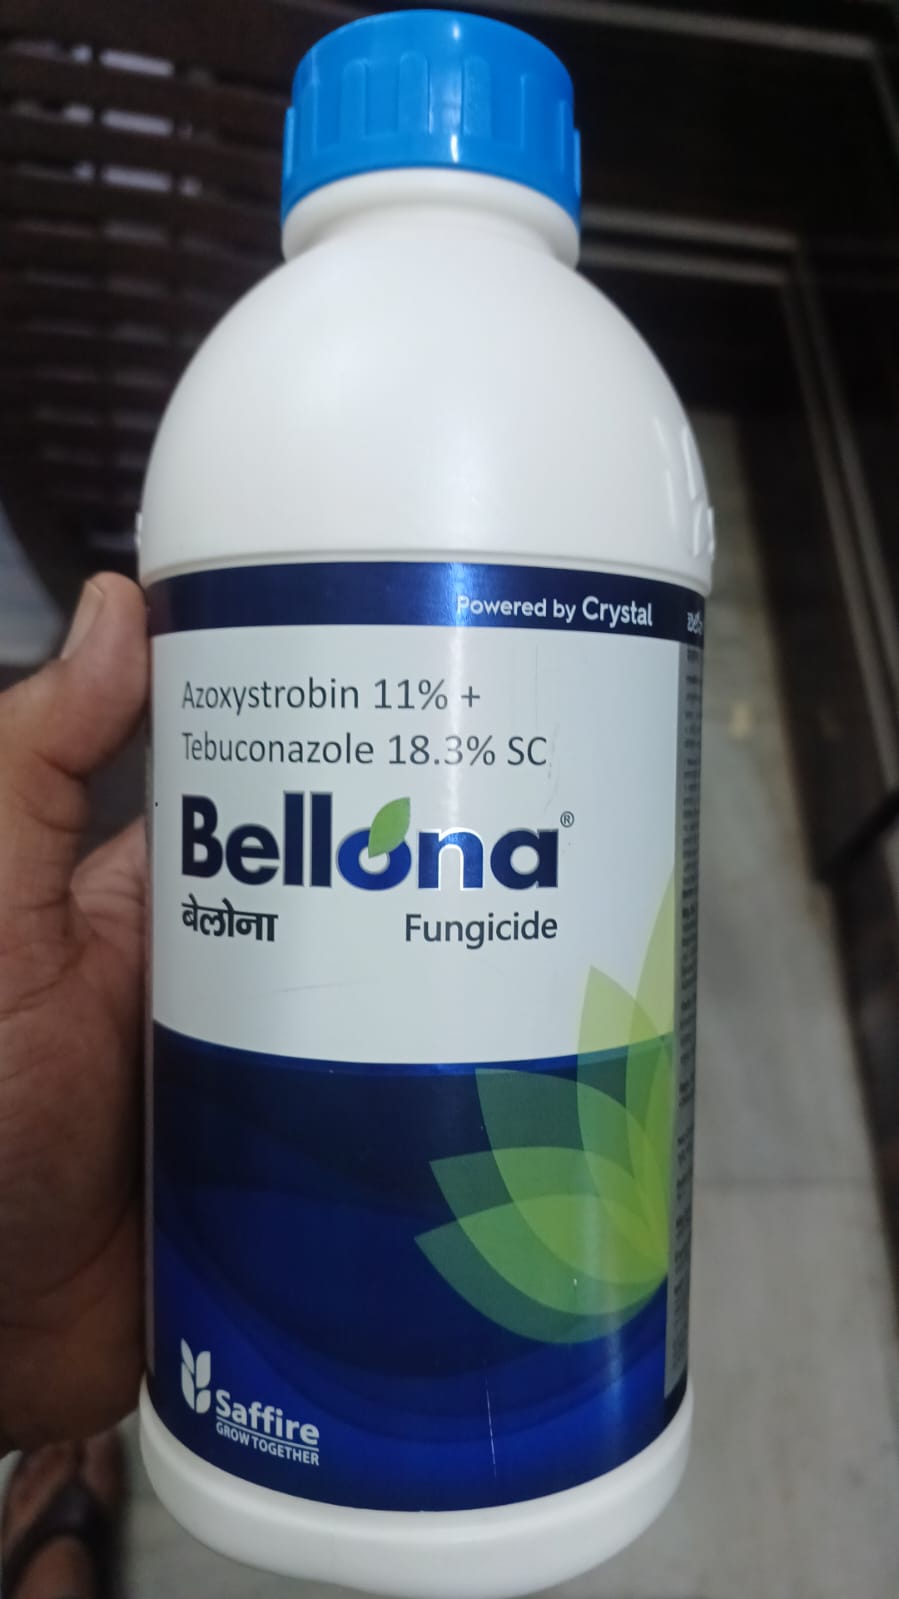 Powered by Crystal
Azoxystrobin 11% +
Tebuconazole 18.3% SC
Bellona®
बेलोना Fungicide
Saffire
GROW TOGETHER